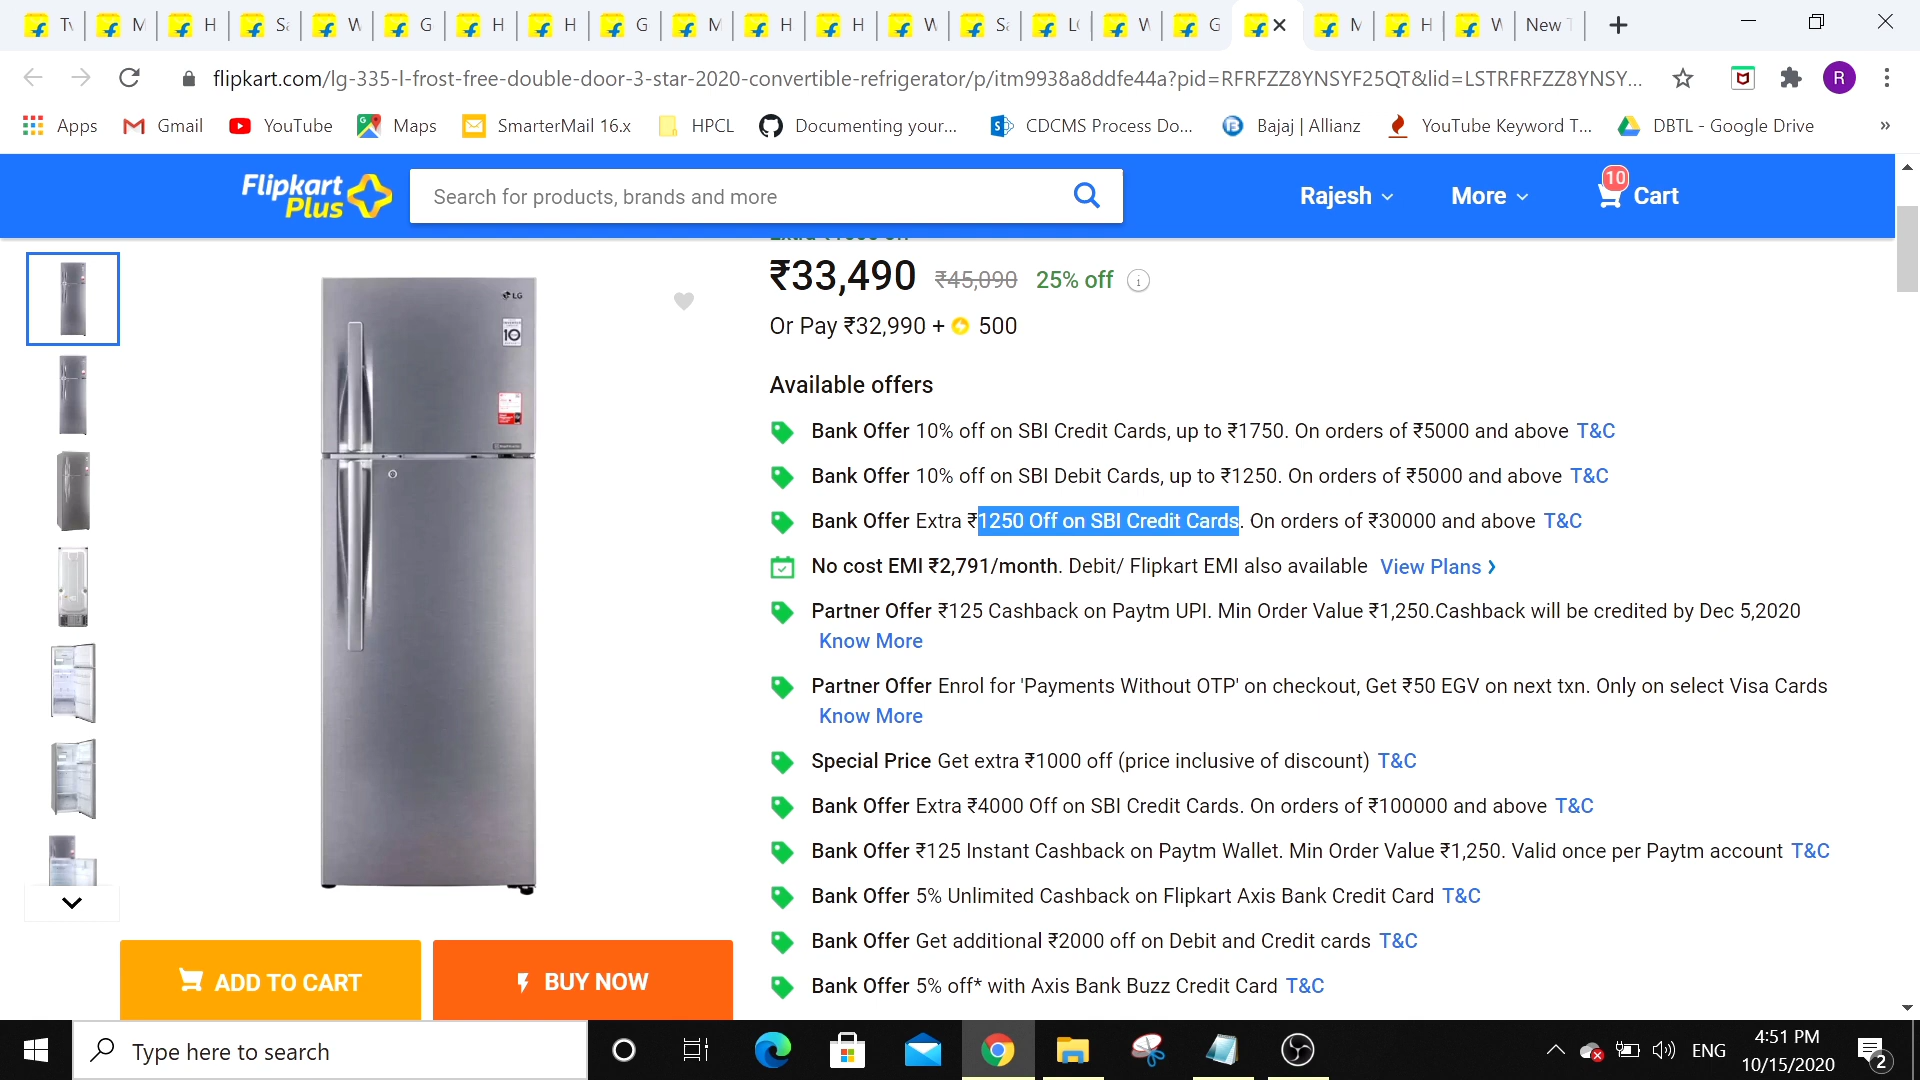 Tv
M
H
Sa
W
G
H
H
G
M
H
H
W
Sa
W
G
M
H
W
New
flipkart.com/lg-335-l-frost-free-double-door-3-star-2020-convertible-refrigerator/p/itm9938a8ddfe44a?pid=RFRFZZ8YNSYF25QT&lid=LSTRFRFZZ8YNSY...
R
Apps
Gmail
YouTube
Maps
SmarterMail 16.x
HPCL
Documenting your...
CDCMS Process Do...
Bajaj | Allianz
YouTube Keyword T...
DBTL - Google Drive
»
Flipkart
Plus
Search for products, brands and more
Rajesh
More
10
Cart
LG
10
₹33,490 ₹45,090 25% off i
Or Pay ₹32,990 + 500
Available offers
Bank Offer 10% off on SBI Credit Cards, up to ₹1750. On orders of ₹5000 and above T&C
Bank Offer 10% off on SBI Debit Cards, up to ₹1250. On orders of ₹5000 and above T&C
Bank Offer Extra ₹1250 Off on SBI Credit Cards. On orders of ₹30000 and above T&C
No cost EMI ₹2,791/month. Debit/ Flipkart EMI also available View Plans
Partner Offer ₹125 Cashback on Paytm UPI. Min Order Value ₹1,250.Cashback will be credited by Dec 5,2020
Know More
Partner Offer Enrol for 'Payments Without OTP' on checkout, Get ₹50 EGV on next txn. Only on select Visa Cards
Know More
Special Price Get extra ₹1000 off (price inclusive of discount) T&C
Bank Offer Extra ₹4000 Off on SBI Credit Cards. On orders of ₹100000 and above T&C
Bank Offer ₹125 Instant Cashback on Paytm Wallet. Min Order Value ₹1,250. Valid once per Paytm account T&C
Bank Offer 5% Unlimited Cashback on Flipkart Axis Bank Credit Card T&C
Bank Offer Get additional ₹2000 off on Debit and Credit cards T&C
Bank Offer 5% off* with Axis Bank Buzz Credit Card T&C
ADD TO CART
BUY NOW
Type here to search
ENG
4:51 PM
10/15/2020
2